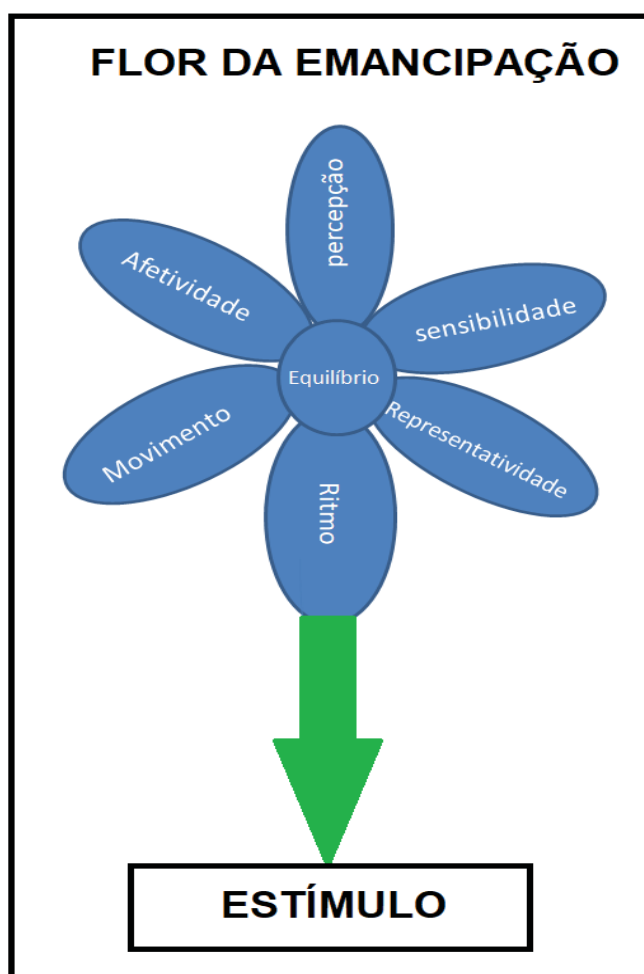 FLOR DA EMANCIPAÇÃO
percepção
Afetividade
sensibilidade
Equilíbrio
Movimento
Representatividade
Ritmo
ESTÍMULO